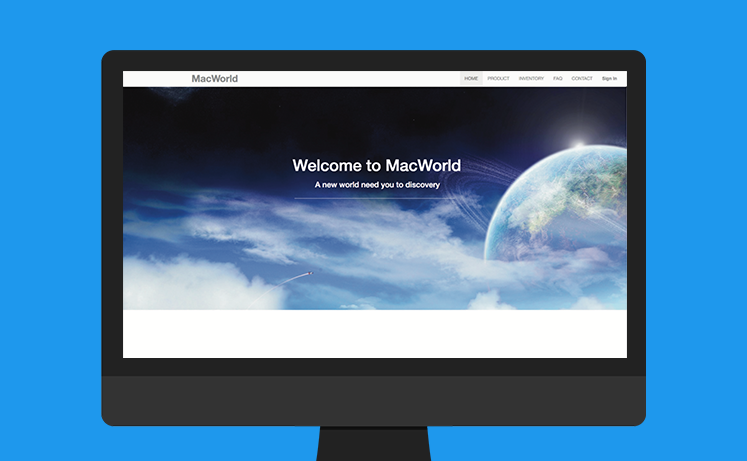 MacWorld
HOME PRODUCT INVENTORY FAQ CONTACT Sign In
Welcome to MacWorld
A new world need you to discovery